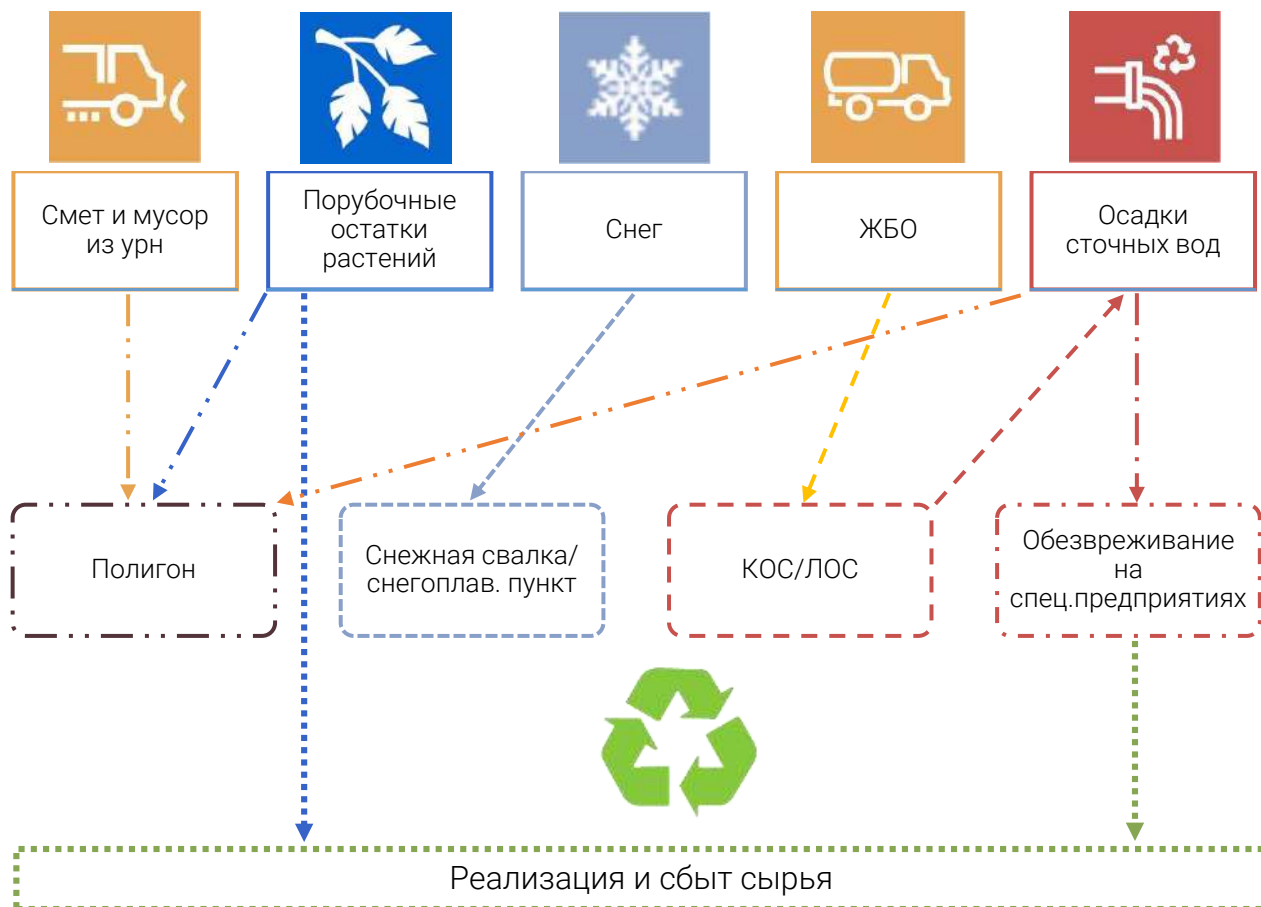 Смет и мусор
из урн
Порубочные
остатки
растений
Снег
ЖБО
Осадки
сточных вод
Полигон
Снежная свалка/
снегоплав. пункт
КОС/ЛОС
Обезвреживание
на
спец.предприятиях
Реализация и сбыт сырья